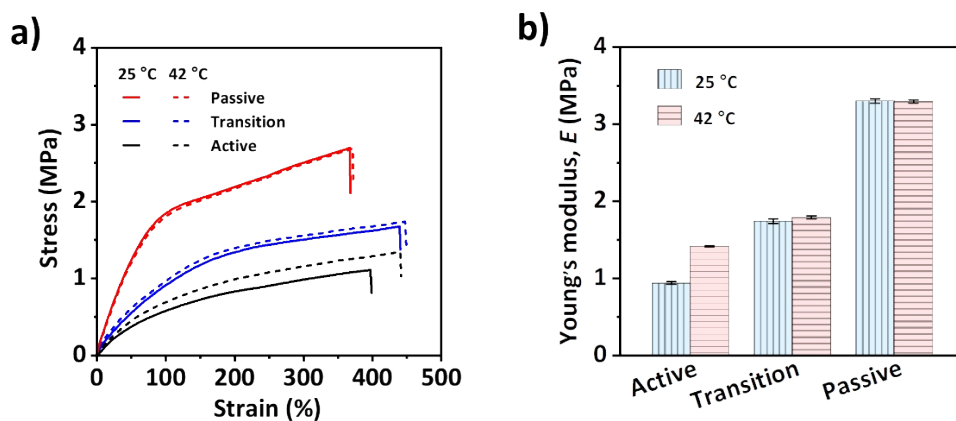 a)
Stress (MPa)
4
3
2
1
0
25 °C 42 °C
Passive
Transition
Active
0 100 200 300 400 500
Strain (%)
b)
Young's modulus, E (MPa)
4
3
2
1
0
25 °C
42 °C
Active Transition Passive